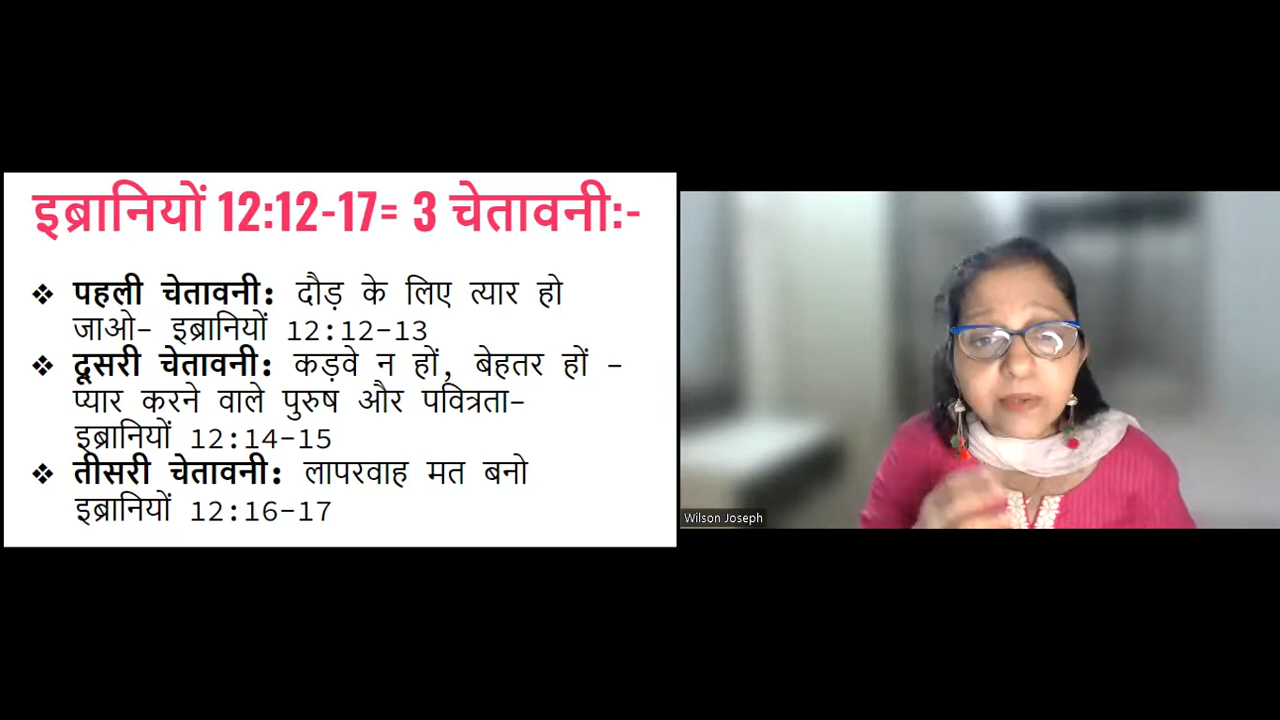 इब्रानियों 12:12-17= 3 चेतावनी:-
❖ पहली चेतावनी: दौड़ के लिए त्यार हो
जाओ- इब्रानियों 12:12-13
❖ दूसरी चेतावनी: कड़वे न हों, बेहतर हों -
प्यार करने वाले पुरुष और पवित्रता-
इब्रानियों 12:14-15
❖ तीसरी चेतावनी: लापरवाह मत बनो
इब्रानियों 12:16-17
Wilson Joseph